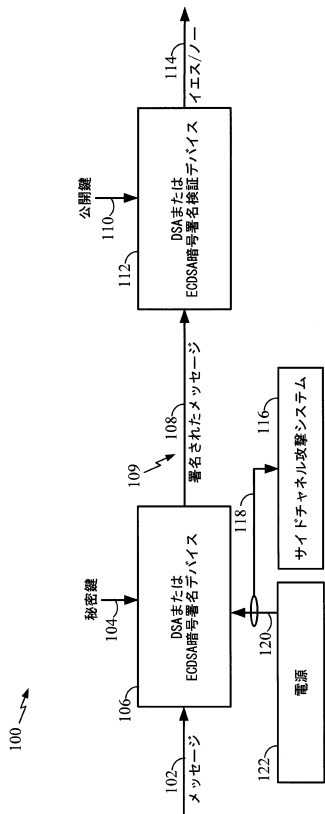 100
メッセージ
102
秘密鍵
104
106
DSAまたは
ECDSA暗号署名デバイス
109
108
署名されたメッセージ
公開鍵
110
112
DSAまたは
ECDSA暗号署名検証デバイス
114
イエス/ノー
122
電源
120
118
116
サイドチャネル攻撃システム